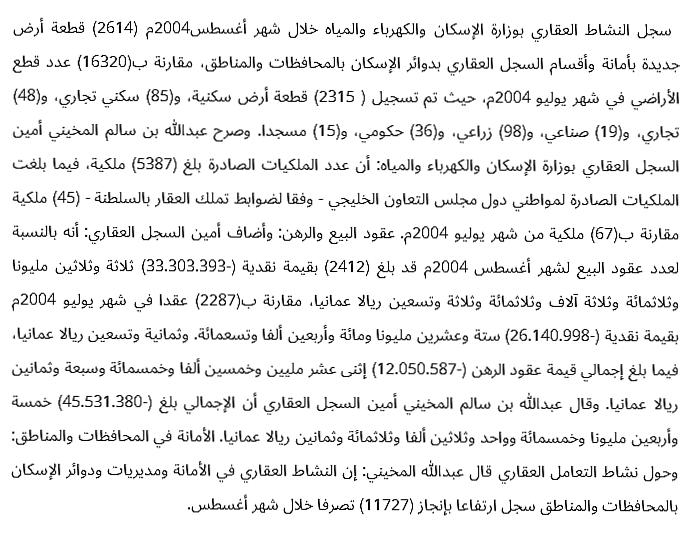 سجل النشاط العقاري بوزارة الإسكان والكهرباء والمياه خلال شهر أغسطس2004م (2614) قطعة أرض
جديدة بأمانة وأقسام السجل العقاري بدوائر الإسكان بالمحافظات والمناطق، مقارنة ب(16320) عدد قطع
الأراضي في شهر يوليو 2004م، حيث تم تسجيل ( 2315) قطعة أرض سكنية، و(85) سكني تجاري، و(48)
تجاري، و(19) صناعي، و(98) زراعي، و(36) حكومي، و(15) مسجدا. وصرح عبدالله بن سالم المخيني أمين
السجل العقاري بوزارة الإسكان والكهرباء والمياه: أن عدد الملكيات الصادرة بلغ (5387) ملكية، فيما بلغت
الملكيات الصادرة لمواطني دول مجلس التعاون الخليجي - وفقا لضوابط تملك العقار بالسلطنة - (45) ملكية
مقارنة ب(67) ملكية من شهر يوليو 2004م. عقود البيع والرهن: وأضاف أمين السجل العقاري: أنه بالنسبة
لعدد عقود البيع لشهر أغسطس 2004م قد بلغ (2412) بقيمة نقدية (-33.303.393) ثلاثة وثلاثين مليونا
وثلاثمائة وثلاثة آلاف وثلاثمائة وثلاثة وتسعين ريالا عمانيا، مقارنة ب(2287) عقدا في شهر يوليو 2004م
بقيمة نقدية (-26.140.998) ستة وعشرين مليونا ومائة وأربعين ألفا وتسعمائة. وثمانية وتسعين ريالا عمانيا،
فيما بلغ إجمالي قيمة عقود الرهن (-12.050.587) إثنى عشر مليين وخمسين ألفا وخمسمائة وسبعة وثمانين
ريالا عمانيا. وقال عبدالله بن سالم المخيني أمين السجل العقاري أن الإجمالي بلغ (-45.531.380) خمسة
وأربعين مليونا وخمسمائة وواحد وثلاثين ألفا وثلاثمائة وثمانين ريالا عمانيا. الأمانة في المحافظات والمناطق:
وحول نشاط التعامل العقاري قال عبدالله المخيني: إن النشاط العقاري في الأمانة ومديريات ودوائر الإسكان
بالمحافظات والمناطق سجل ارتفاعا بإنجاز (11727) تصرفا خلال شهر أغسطس.